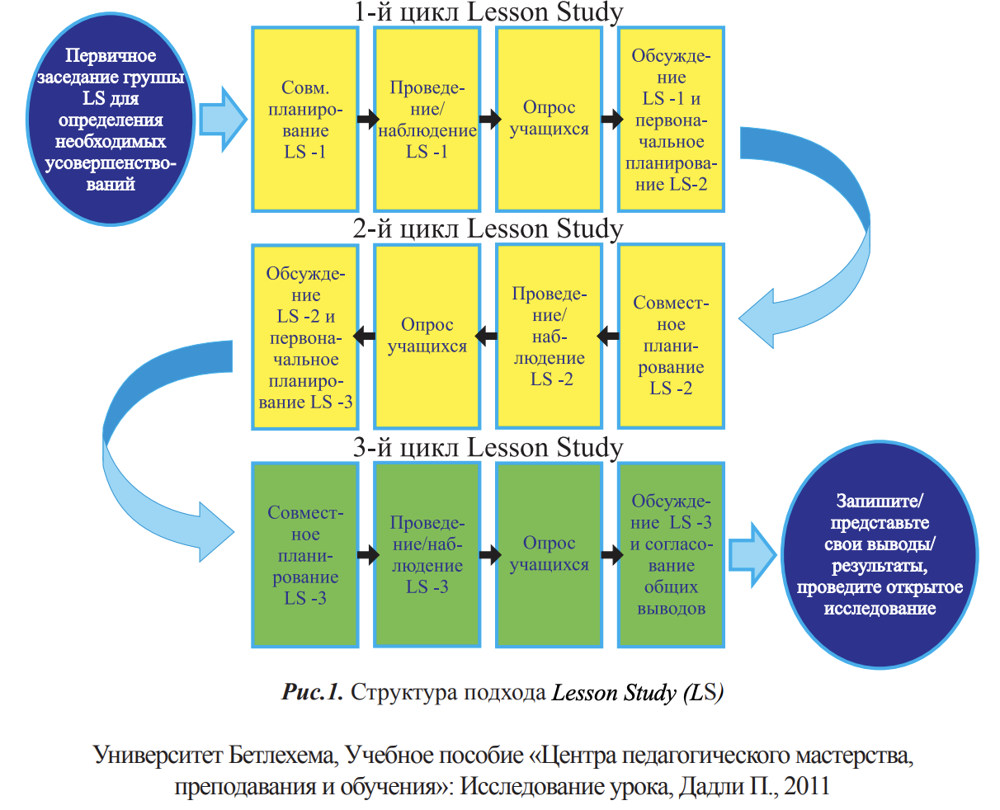 1-й цикл Lesson Study
Первичное
заседание группы
LS для
определения
необходимых
усовершенство-
ваний
Совм.
планиро-
вание
LS -1
Проведе-
ние/
наблюдение
LS -1
Опрос
учащихся
Обсужде-
ние
LS -1 и
первона-
чальное
планирова-
ние LS-2
2-й цикл Lesson Study
Обсужде-
ние
LS -2 и
первона-
чальное
планиро-
вание LS -3
Опрос
учащихся
Проведе-
ние/
наб-
людение
LS -2
Совмест-
ное
плани-
рование
LS -2
3-й цикл Lesson Study
Совмест-
ное
плани-
рование
LS -3
Проведе-
ние/наб-
людение
LS -3
Опрос
учащихся
Обсужде-
ние LS -3
и согласо-
вание
общих
выводов
Запишите/
представьте
свои выводы/
результаты,
проведите открытое
исследование
Рис.1. Структура подхода Lesson Study (LS)
Университет Бетлехема, Учебное пособие «Центра педагогического мастерства,
преподавания и обучения»: Исследование урока, Дадли П., 2011